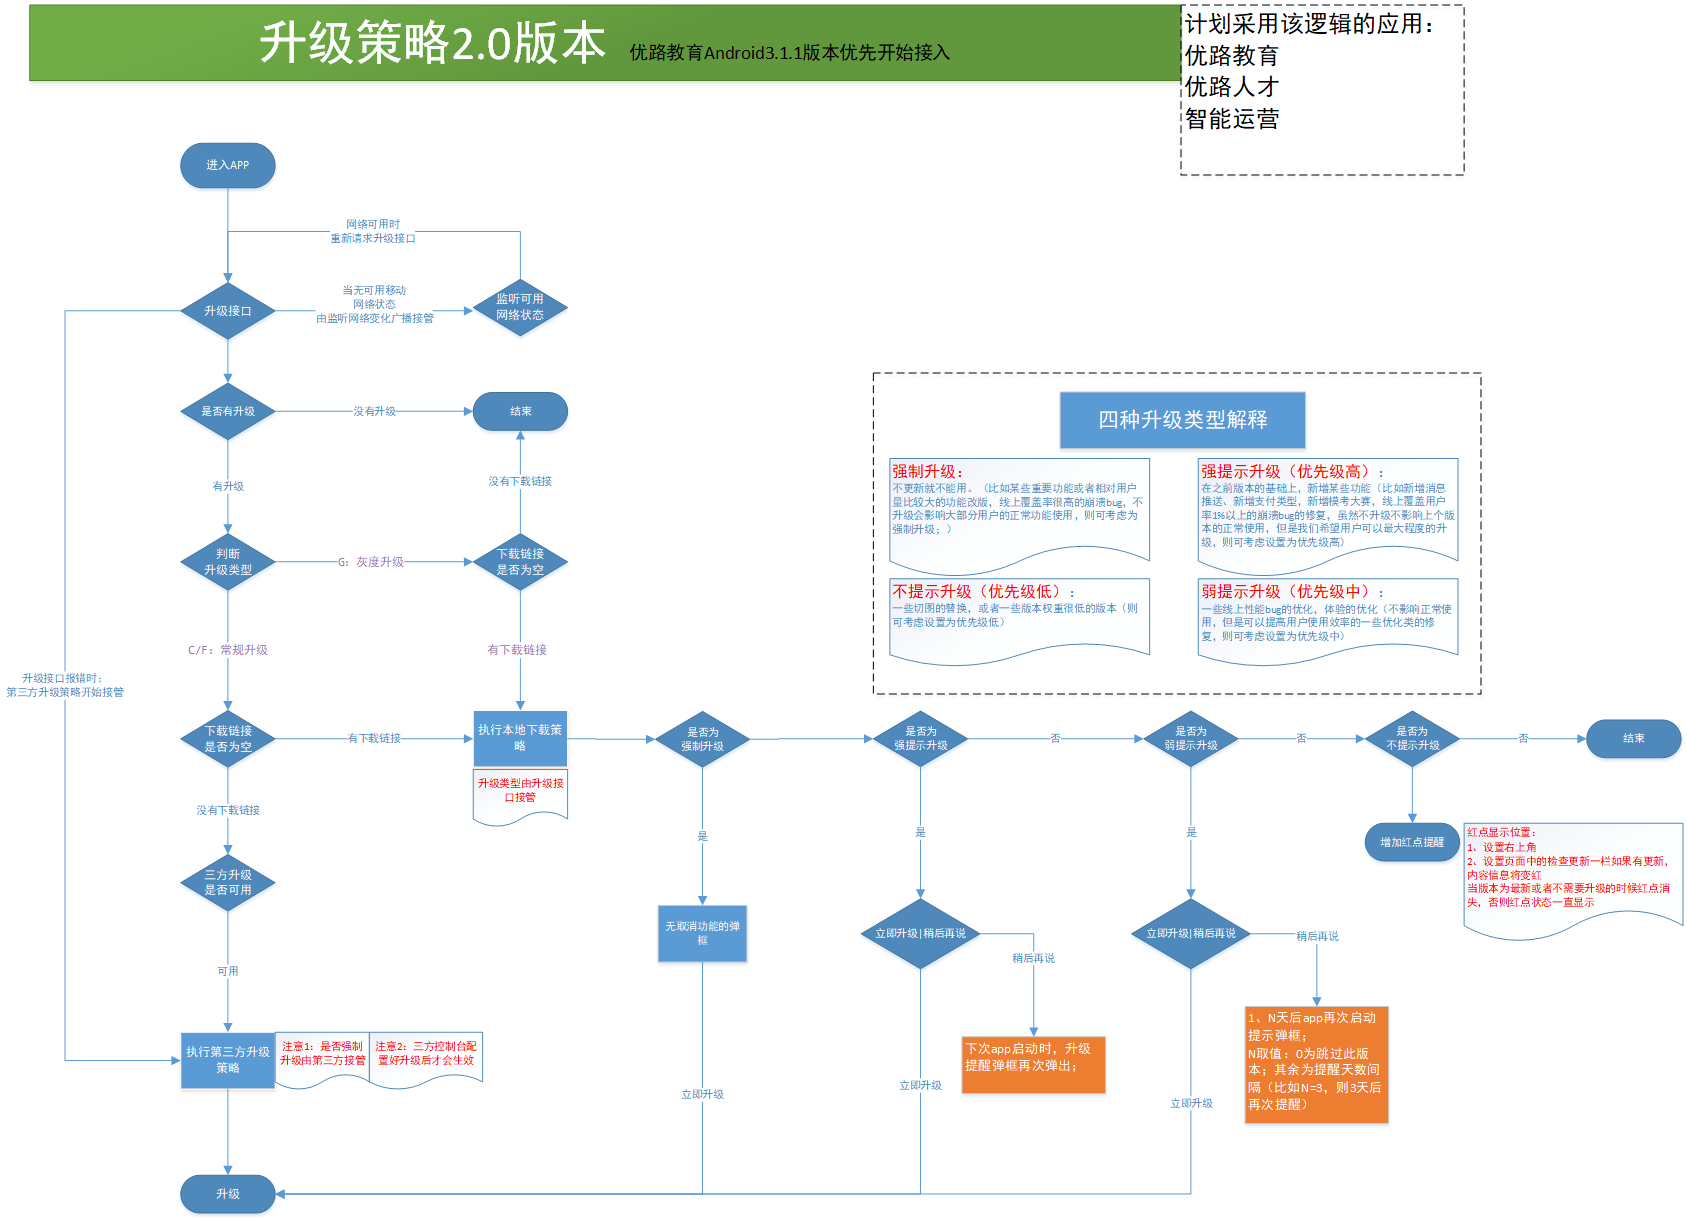 升级策略2.0版本
优路教育Android3.1.1版本优先开始接入
计划采用该逻辑的应用：
优路教育
优路人才
智能运营
进入APP
网络可用时
重新请求升级接口
升级接口
当无可用移动
网络状态
由监听网络变化广播接管
监听可用
网络状态
是否有升级
没有升级
结束
有升级
没有下载链接
判断
升级类型
G：灰度升级
下载链接
是否为空
C/F：常规升级
有下载链接
升级接口报错时：
第三方升级策略开始接管
四种升级类型解释
强制升级：
不更新就不能用。（比如某些重要功能或者相对用户
量比较大的功能改版，线上覆盖率很高的崩溃bug，不
升级会影响大部分用户的正常功能使用，则可考虑为
强制升级；）
强提示升级（优先级高）：
在之前版本的基础上，新增某些功能（比如新增消息
推送、新增支付类型，新增模考大赛，线上覆盖用户
率1%以上的崩溃bug的修复，虽然不升级不影响上个版
本的正常使用，但是我们希望用户可以最大程度的升
级，则可考虑设置为优先级高）
不提示升级（优先级低）：
一些切图的替换，或者一些版本权重很低的版本（则
可考虑设置为优先级低）
弱提示升级（优先级中）：
一些线上性能bug的优化，体验的优化（不影响正常使
用，但是可以提高用户使用效率的一些优化类的修
复，则可考虑设置为优先级中）
下载链接
是否为空
有下载链接
执行本地下载策
略
升级类型由升级接
口接管
是否为
强制升级
是否为
强提示升级
否
是否为
弱提示升级
否
是否为
不提示升级
否
结束
没有下载链接
三方升级
是否可用
是
是
是
增加红点提醒
红点显示位置：
1、设置右上角
2、设置页面中的检查更新一栏如果有更新，
内容信息将变红
当版本为最新或者不需要升级的时候红点消
失，否则红点状态一直显示
无取消功能的弹
框
立即升级|稍后再说
稍后再说
立即升级|稍后再说
稍后再说
可用
执行第三方升级
策略
注意1：是否强制
升级由第三方接管
注意2：三方控制台配
置好升级后才会生效
下次app启动时，升级
提醒弹框再次弹出；
1、N天后app再次启动
提示弹框；
N取值：0为跳过此版
本；其余为提醒天数间
隔（比如N=3，则3天后
再次提醒）
立即升级
立即升级
立即升级
升级